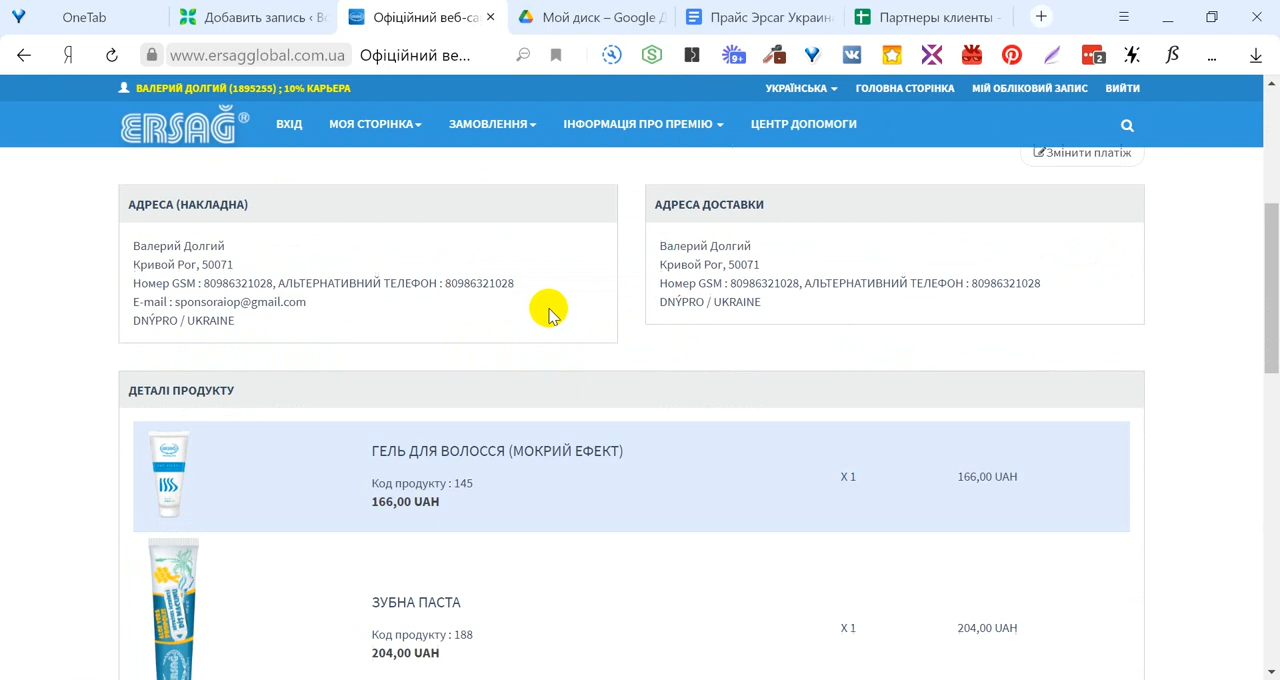 OneTab
Добавить запись ‹ Во
Офіційний веб-са
Мой диск – Google Д
Прайс Эрсаг Украина
Партнеры клиенты -
Я
www.ersagglobal.com.ua
Офіційний ве...
9+
2
ß
ВАЛЕРИЙ ДОЛГИЙ (1895255) ; 10% КАРЬЕРА
УКРАЇНСЬКА
ГОЛОВНА СТОРІНКА
МІЙ ОБЛІКОВИЙ ЗАПИС
ВИЙТИ
ERSAĞ®
ВХІД
МОЯ СТОРІНКА
ЗАМОВЛЕННЯ
ІНФОРМАЦІЯ ПРО ПРЕМІЮ
ЦЕНТР ДОПОМОГИ
Змінити платіж
АДРЕСА (НАКЛАДНА)
Валерий Долгий
Кривой Рог, 50071
Номер GSM : 80986321028, АЛЬТЕРНАТИВНИЙ ТЕЛЕФОН : 80986321028
E-mail : sponsoraiop@gmail.com
DNÝPRO / UKRAINE
АДРЕСА ДОСТАВКИ
Валерий Долгий
Кривой Рог, 50071
Номер GSM : 80986321028, АЛЬТЕРНАТИВНИЙ ТЕЛЕФОН : 80986321028
DNÝPRO / UKRAINE
ДЕТАЛІ ПРОДУКТУ
ГЕЛЬ ДЛЯ ВОЛОССЯ (МОКРИЙ ЕФЕКТ)
Код продукту : 145
166,00 UAH
X 1
166,00 UAH
ЗУБНА ПАСТА
Код продукту : 188
204,00 UAH
X 1
204,00 UAH